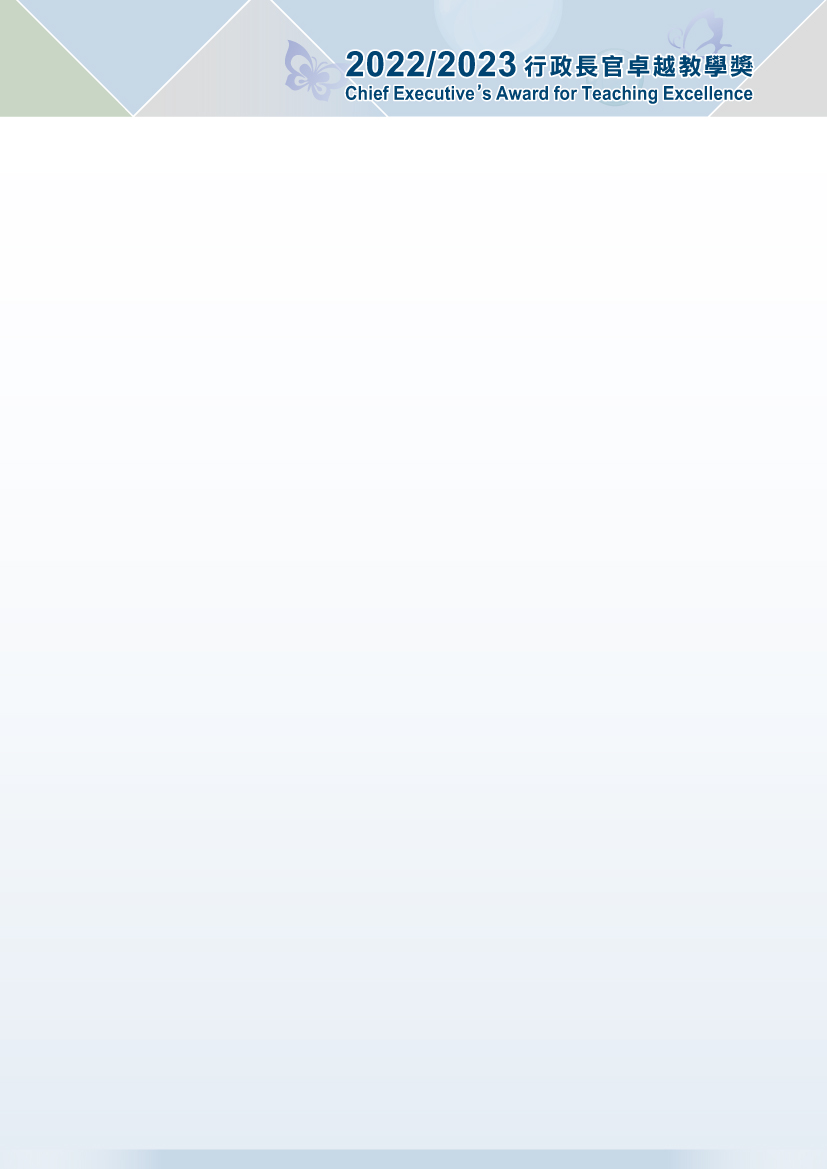 2022/2023 行政長官卓越教學獎
Chief Executive's Award for Teaching Excellence